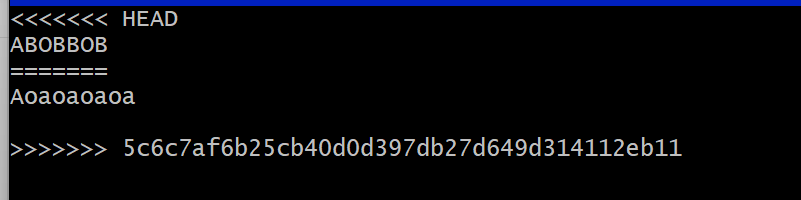 <<<<<<< HEAD
ABOBBOB
=======
Aoaoaoaoa
>>>>>>> 5c6c7af6b25cb40d0d397db27d649d314112eb11